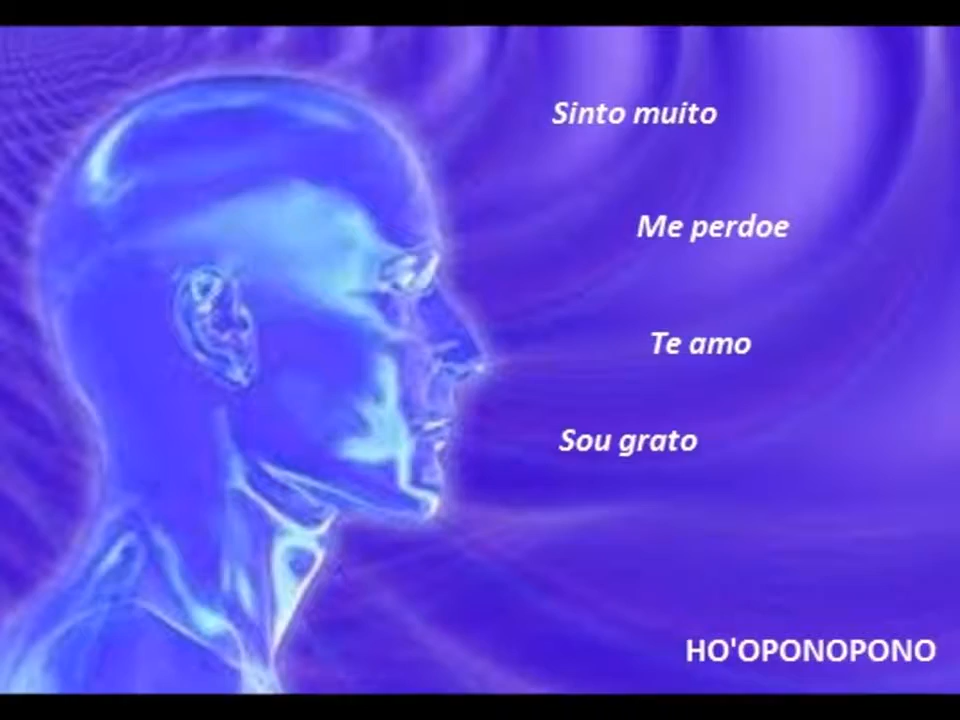 Sinto muito
Me perdoe
Te amo
Sou grato
HO'OPONOPONO